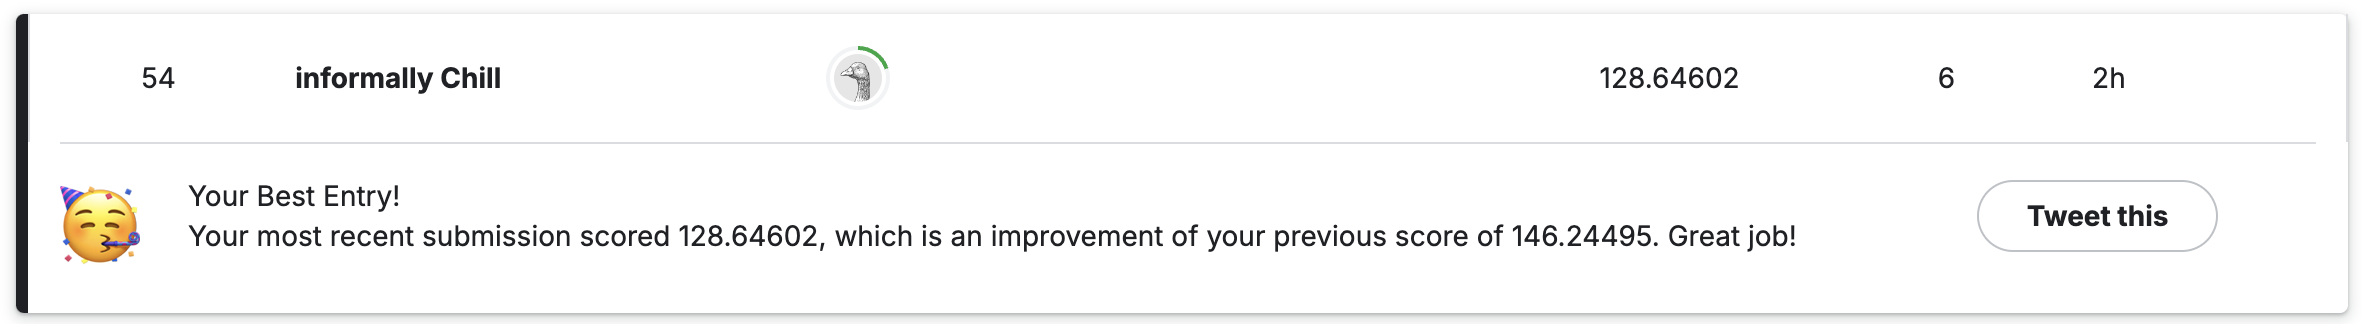 54 informally Chill 128.64602 6 2h
Your Best Entry!
Your most recent submission scored 128.64602, which is an improvement of your previous score of 146.24495. Great job!
Tweet this